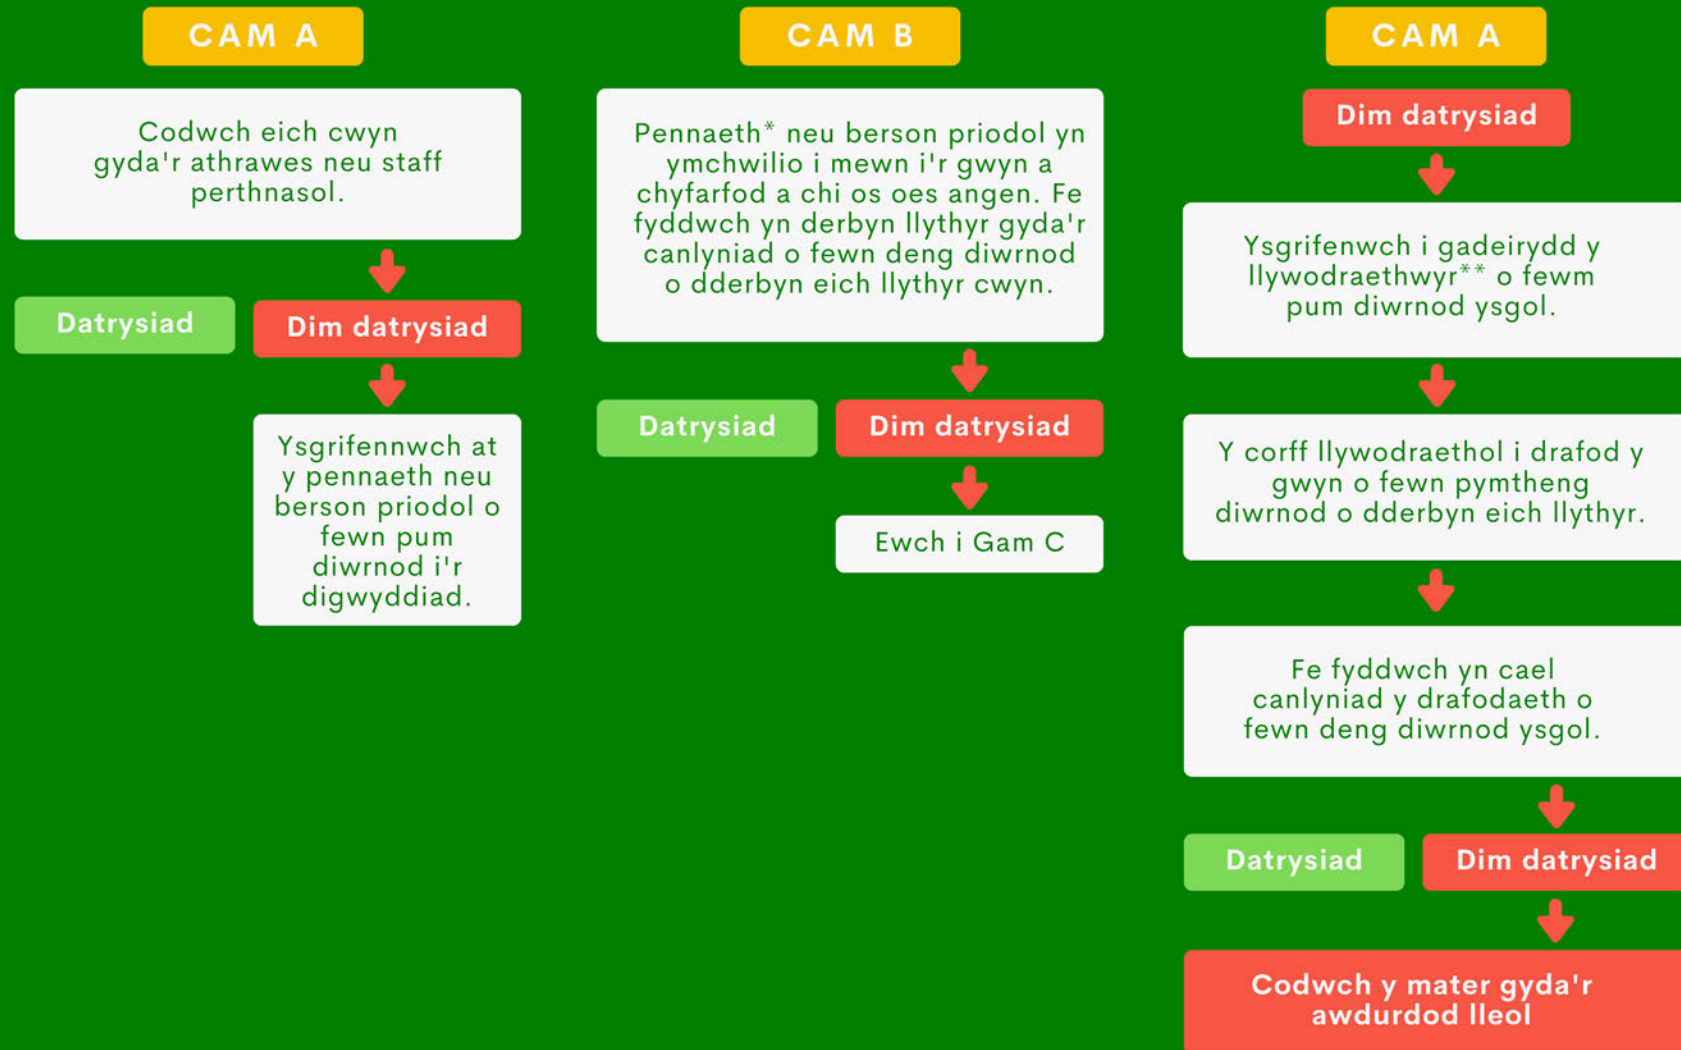 CAM A
Codwch eich cwyn
gyda'r athrawes neu staff
perthnasol.
Datrysiad
Dim datrysiad
Ysgrifennwch at
y pennaeth neu
berson priodol o
fewn pum
diwrnod i'r
digwyddiad.
CAM B
Pennaeth* neu berson priodol yn
ymchwilio i mewn i'r gwyn a
chyfarfod a chi os oes angen. Fe
fyddwch yn derbyn llythyr gyda'r
canlyniad o fewn deng diwrnod
o dderbyn eich llythyr cwyn.
Datrysiad
Dim datrysiad
Ewch i Gam C
CAM A
Dim datrysiad
Ysgrifenwch i gadeirydd y
llywodraethwyr** o fewm
pum diwrnod ysgol.
Y corff llywodraethol i drafod y
gwyn o fewn pymtheng
diwrnod o dderbyn eich llythyr.
Fe fyddwch yn cael
canlyniad y drafodaeth o
fewn deng diwrnod ysgol.
Datrysiad
Dim datrysiad
Codwch y mater gyda'r
awdurdod lleol